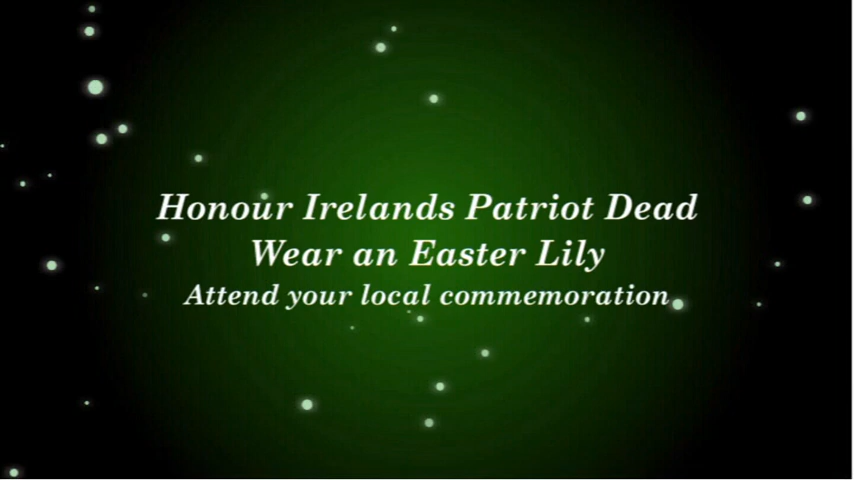 Honour Irelands Patriot Dead
Wear an Easter Lily
Attend your local commemoration